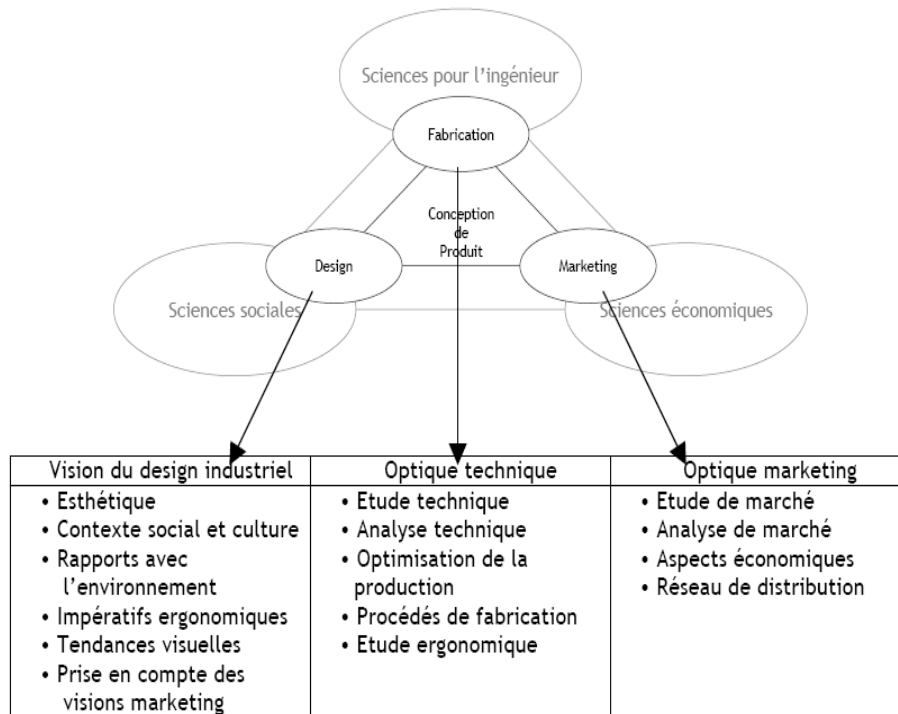 Sciences pour l'ingénieur
Fabrication
Conception
de
Produit
Design
Marketing
Sciences sociales
Sciences économiques
Vision du design industriel
• Esthétique
• Contexte social et culture
• Rapports avec
l'environnement
• Impératifs ergonomiques
• Tendances visuelles
• Prise en compte des
visions marketing
Optique technique
• Etude technique
• Analyse technique
• Optimisation de la
production
• Procédés de fabrication
• Etude ergonomique
Optique marketing
• Etude de marché
• Analyse de marché
• Aspects économiques
• Réseau de distribution